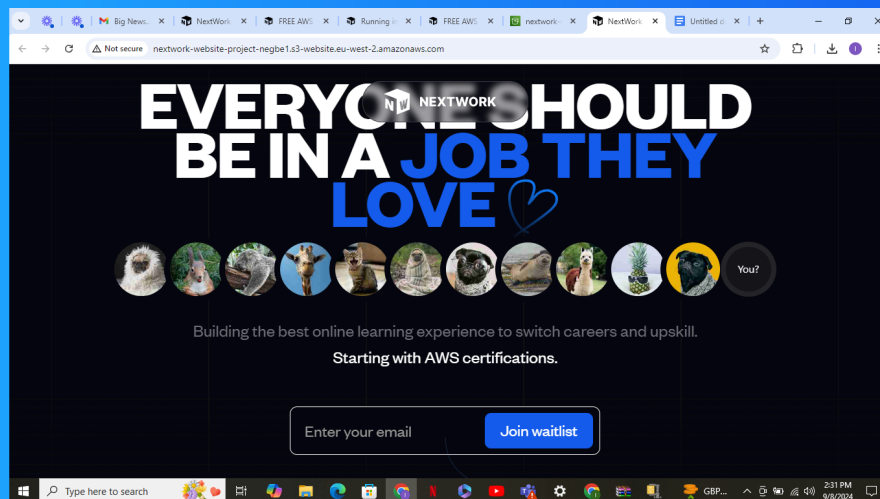 Big News.
NextWork
FREE AWS
Running in
FREE AWS
nextwork-
NextWork
Untitled d
Not secure
nextwork-website-project-negbe1.s3-website.eu-west-2.amazonaws.com
NW NEXTWORK
EVERYONE SHOULD
BE IN A JOB THEY
LOVE
You?
Building the best online learning experience to switch careers and upskill.
Starting with AWS certifications.
Enter your email
Join waitlist
Type here to search
GBP...
2:31 PM
9/8/2024